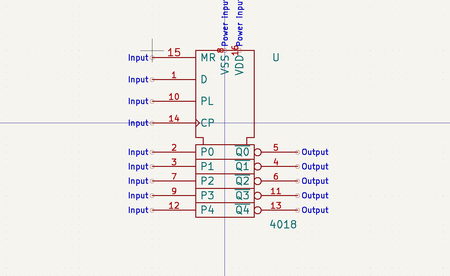 Power Input
Power Input
8
16
Input 15 MR VSS VDD U
Input 1 D
Input 10 PL
Input 14 CP
Input 2 P0 Q0 5 Output
Input 3 P1 Q1 4 Output
Input 7 P2 Q2 6 Output
Input 9 P3 Q3 11 Output
Input 12 P4 Q4 13 Output
4018